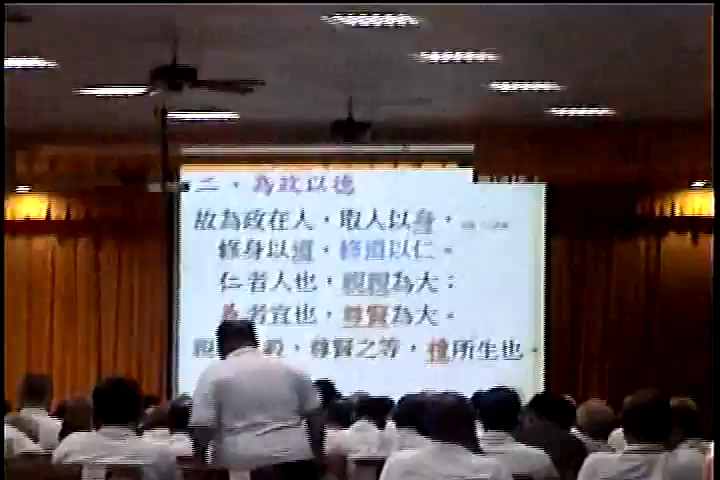 二、為政以德
故為政在人，取人以身，
修身以道，修道以仁。
仁者人也，親親為大；
者宜也，尊賢為大。
親 殺，尊賢之等，禮所生也。